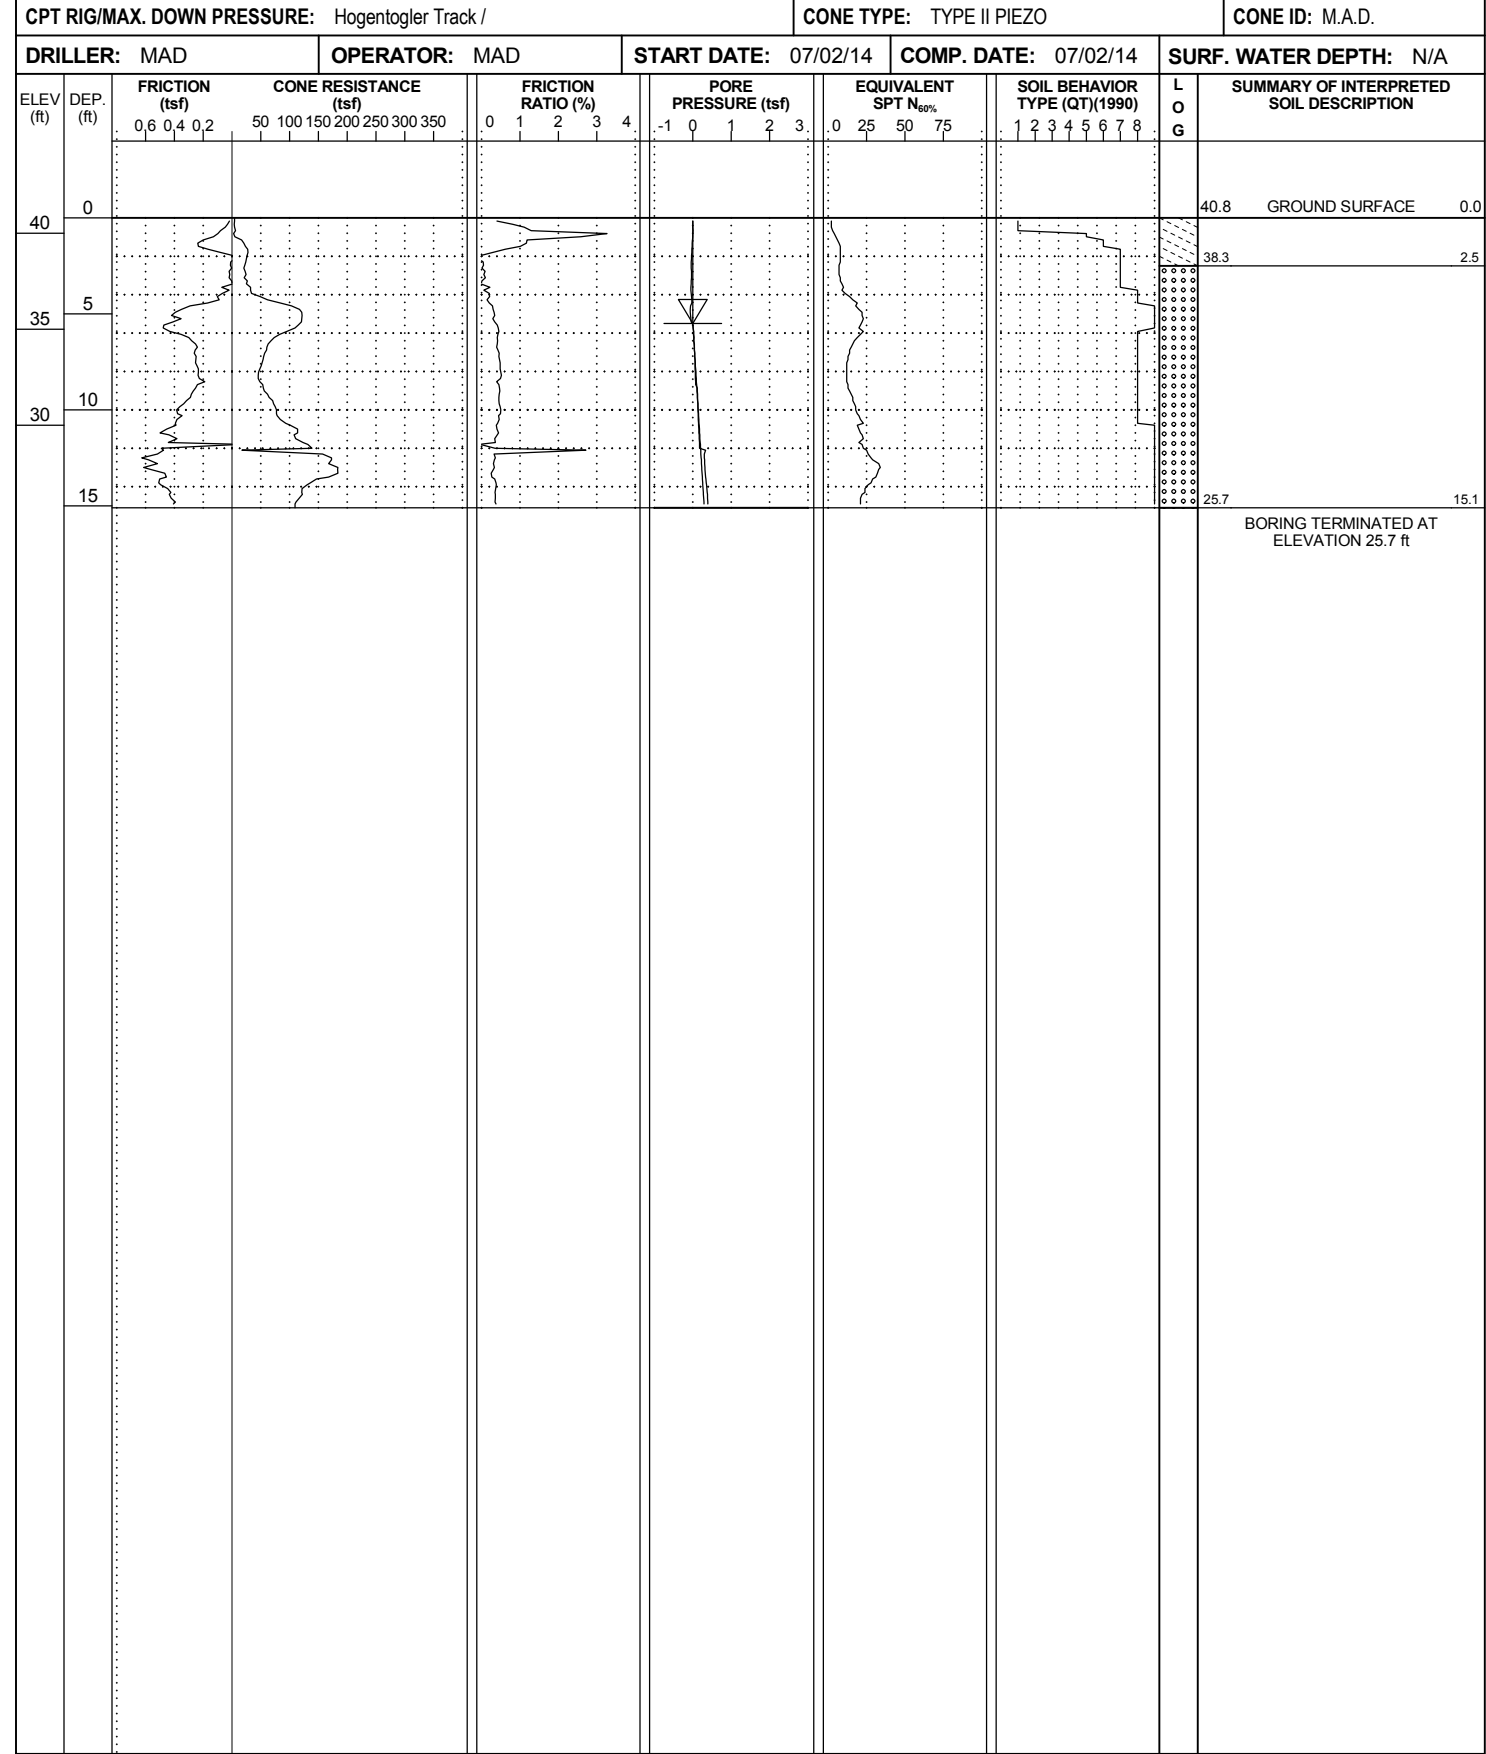 CPT RIG/MAX. DOWN PRESSURE: Hogentogler Track / CONE TYPE: TYPE II PIEZO CONE ID: M.A.D.
DRILLER: MAD OPERATOR: MAD START DATE: 07/02/14 COMP. DATE: 07/02/14 SURF. WATER DEPTH: N/A
ELEV (ft)
DEP. (ft)
FRICTION
(tsf)
0.6 0.4 0.2
CONE RESISTANCE
(tsf)
50 100 150 200 250 300 350
FRICTION
RATIO (%)
0 1 2 3 4
PORE
PRESSURE (tsf)
-1 0 1 2 3
EQUIVALENT
SPT N60%
0 25 50 75
SOIL BEHAVIOR
TYPE (QT)(1990)
1 2 3 4 5 6 7 8
L
O
G
SUMMARY OF INTERPRETED
SOIL DESCRIPTION
0
40.8 GROUND SURFACE 0.0
40
38.3 2.5
5
35
10
30
15
25.7 15.1
BORING TERMINATED AT
ELEVATION 25.7 ft